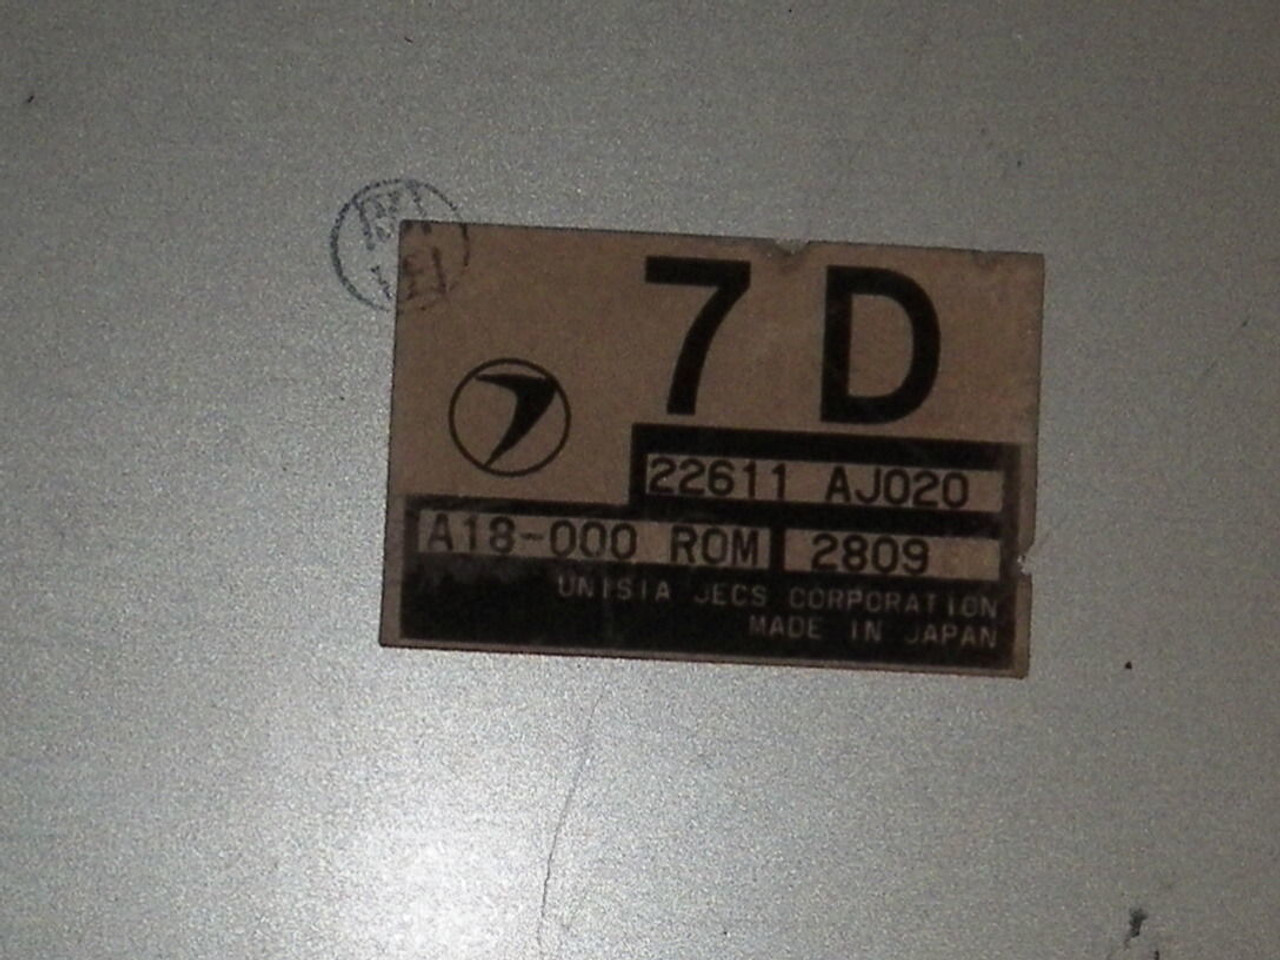 7D
22611 AJ020
A18-000 ROM 2809
UNISIA JECS CORPORATION
MADE IN JAPAN